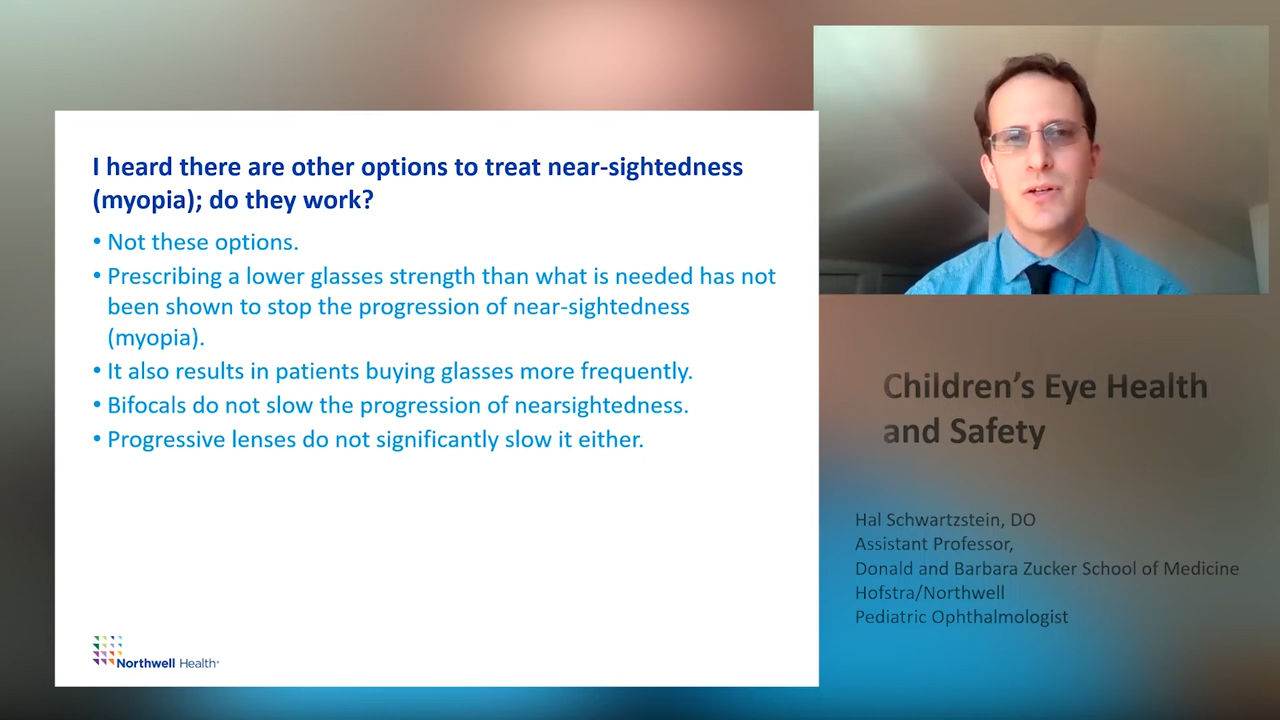 I heard there are other options to treat near-sightedness
(myopia); do they work?
• Not these options.
• Prescribing a lower glasses strength than what is needed has not
been shown to stop the progression of near-sightedness
(myopia).
• It also results in patients buying glasses more frequently.
• Bifocals do not slow the progression of nearsightedness.
• Progressive lenses do not significantly slow it either.
Northwell Health
Children’s Eye Health
and Safety
Hal Schwartzstein, DO
Assistant Professor,
Donald and Barbara Zucker School of Medicine
Hofstra/Northwell
Pediatric Ophthalmologist